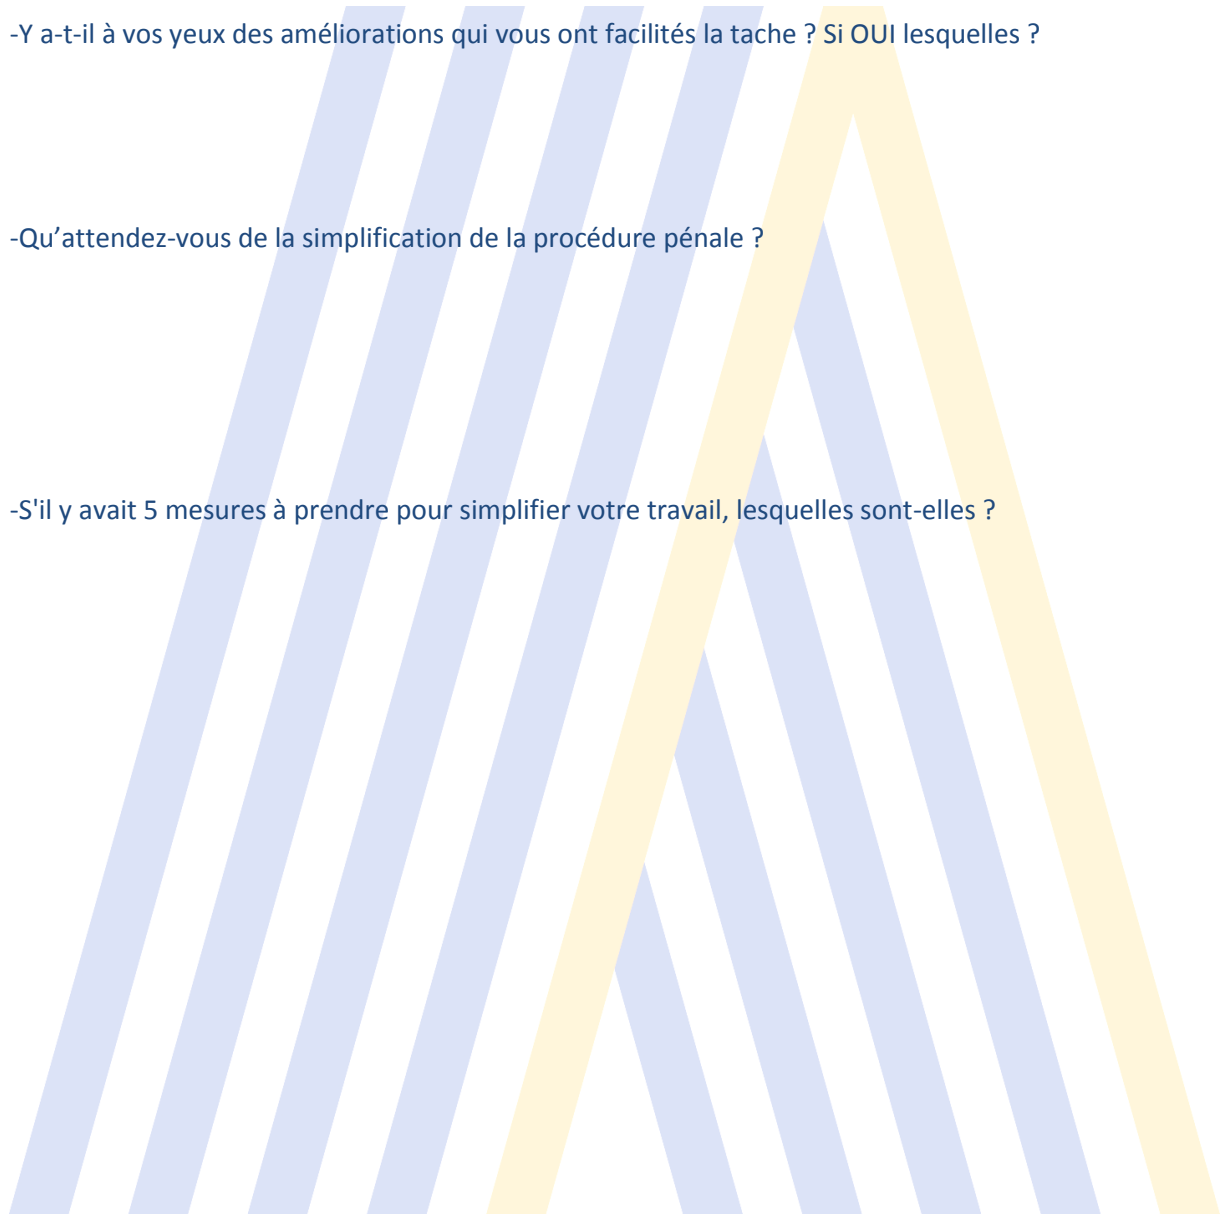 -Y a-t-il à vos yeux des améliorations qui vous ont facilités la tache ? Si OUI lesquelles ?
-Qu’attendez-vous de la simplification de la procédure pénale ?
-S'il y avait 5 mesures à prendre pour simplifier votre travail, lesquelles sont-elles ?